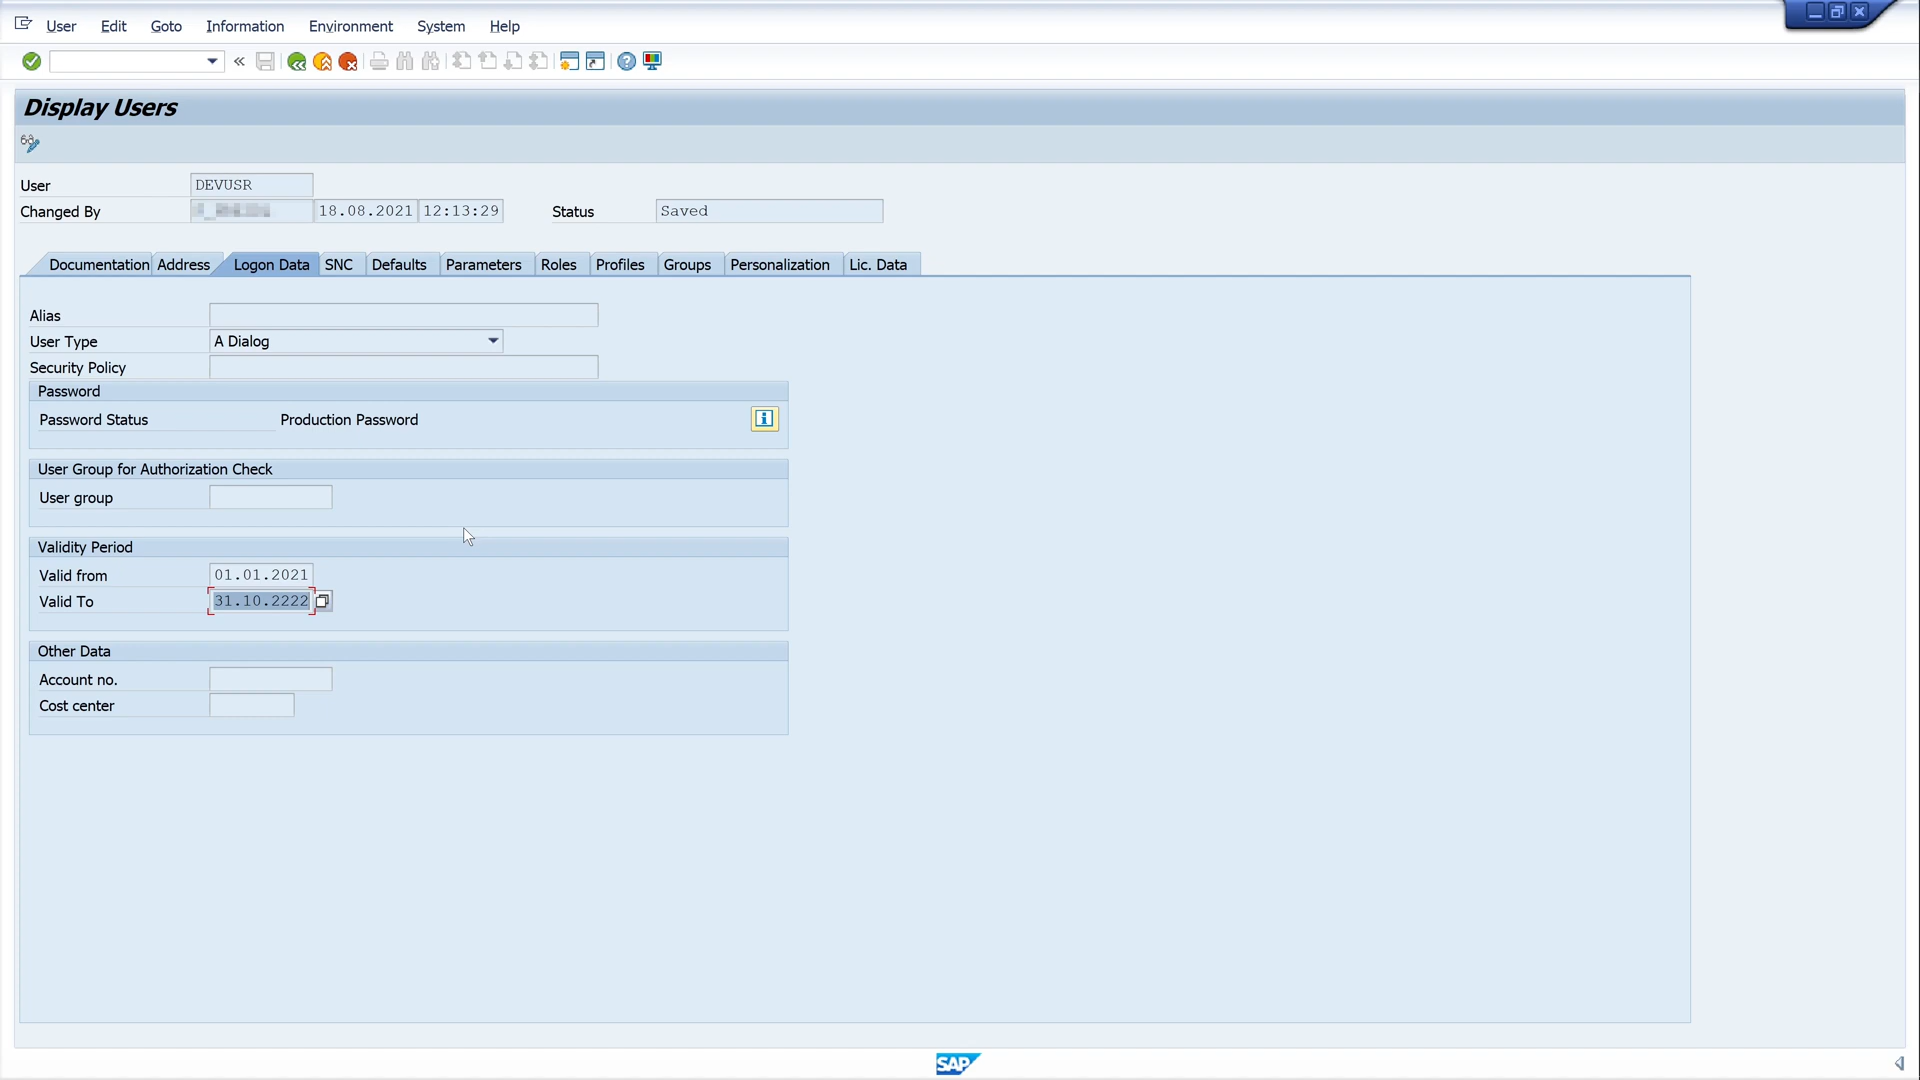 User Edit Goto Information Environment System Help
Display Users
User DEVUSR
Changed By 18.08.2021 12:13:29 Status Saved
Documentation Address Logon Data SNC Defaults Parameters Roles Profiles Groups Personalization Lic. Data
Alias
User Type A Dialog
Security Policy
Password
Password Status Production Password
User Group for Authorization Check
User group
Validity Period
Valid from 01.01.2021
Valid To 31.10.2222
Other Data
Account no.
Cost center
SAP